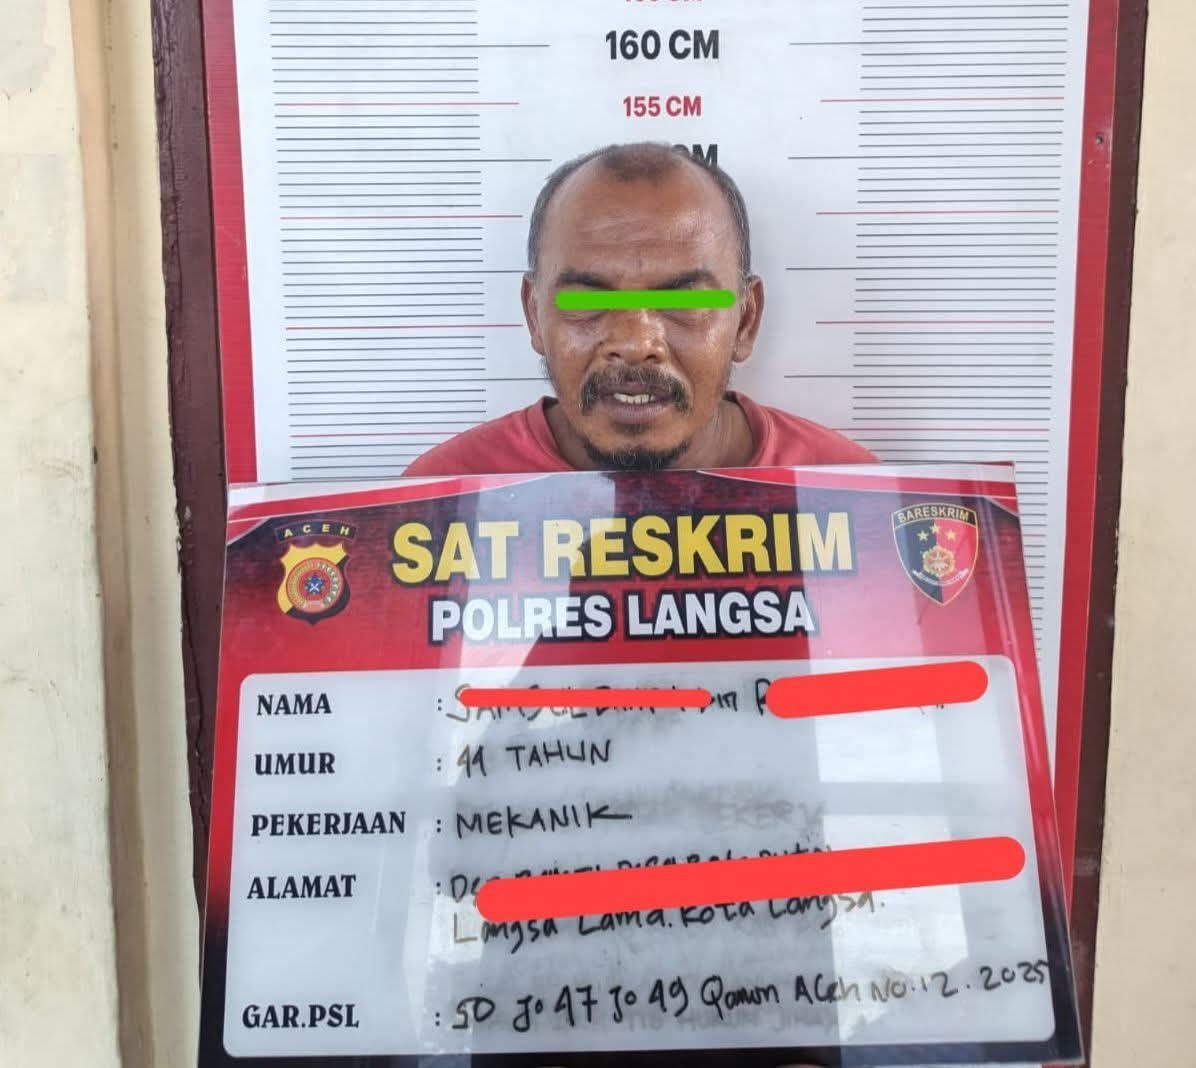 160 CM
155 CM
CM
ACEH
BARESKRIM
SAT RESKRIM
POLRES LANGSA
NAMA :
UMUR : 44 TAHUN
PEKERJAAN : MEKANIK
ALAMAT :
Langsa Lama. Kota Langsa.
GAR.PSL : 50 Jo 47 Jo 49 Qanun Aceh No. 12. 2025